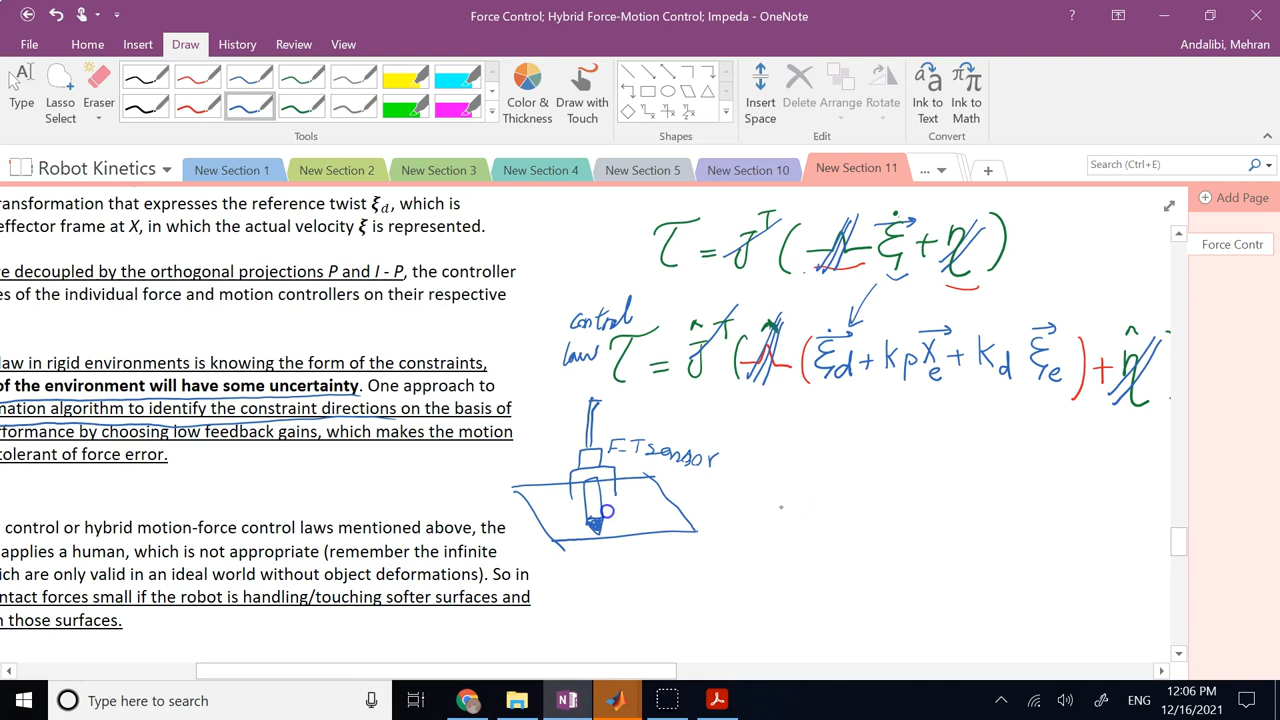 Force Control; Hybrid Force-Motion Control; Impeda - OneNote
?
File Home Insert Draw History Review View
Andalibi, Mehran
Type
Lasso Select
Eraser
Color & Thickness
Draw with Touch
Insert Space
Delete
Arrange
Rotate
Ink to Text
Ink to Math
Tools
Shapes
Edit
Convert
Robot Kinetics
New Section 1
New Section 2
New Section 3
New Section 4
New Section 5
New Section 10
New Section 11
...
Search (Ctrl+E)
Add Page
Force Contr
ransformation that expresses the reference twist ξd, which is
effector frame at X, in which the actual velocity ξ is represented.
e decoupled by the orthogonal projections P and I - P, the controller
es of the individual force and motion controllers on their respective
law in rigid environments is knowing the form of the constraints,
of the environment will have some uncertainty. One approach to
mation algorithm to identify the constraint directions on the basis of
rformance by choosing low feedback gains, which makes the motion
tolerant of force error.
control or hybrid motion-force control laws mentioned above, the
applies a human, which is not appropriate (remember the infinite
ich are only valid in an ideal world without object deformations). So in
ntact forces small if the robot is handling/touching softer surfaces and
n those surfaces.
τ = J^T (Λ ξ̇ + η)
control
law τ = Ĵ^T (Λ̂ (ξ̇d + kp Xe + kd ξe) + η̂
F-T sensor
Type here to search
ENG
12:06 PM
12/16/2021